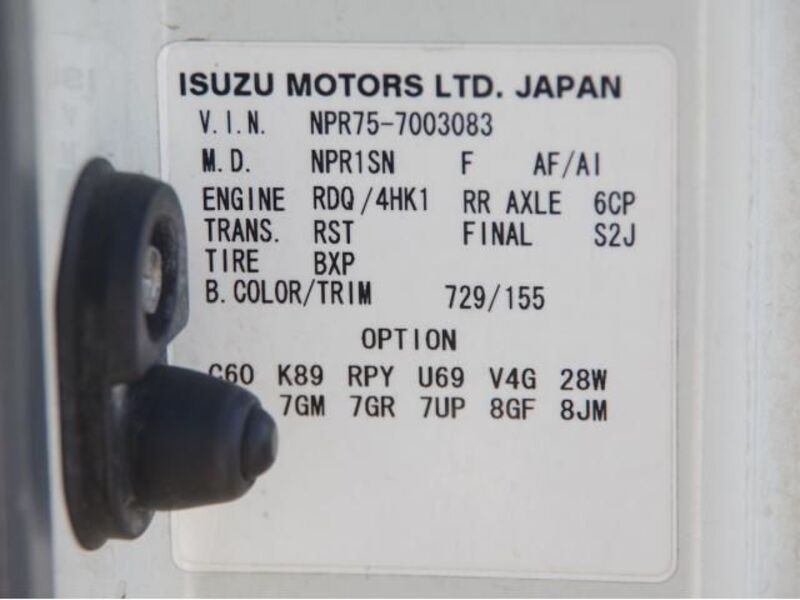 ISUZU MOTORS LTD. JAPAN
V.I.N. NPR75-7003083
M.D. NPR1SN F AF/AI
ENGINE RDQ/4HK1 RR AXLE 6CP
TRANS. RST FINAL S2J
TIRE BXP
B.COLOR/TRIM 729/155
OPTION
C60 K89 RPY U69 V4G 28W
7GM 7GR 7UP 8GF 8JM